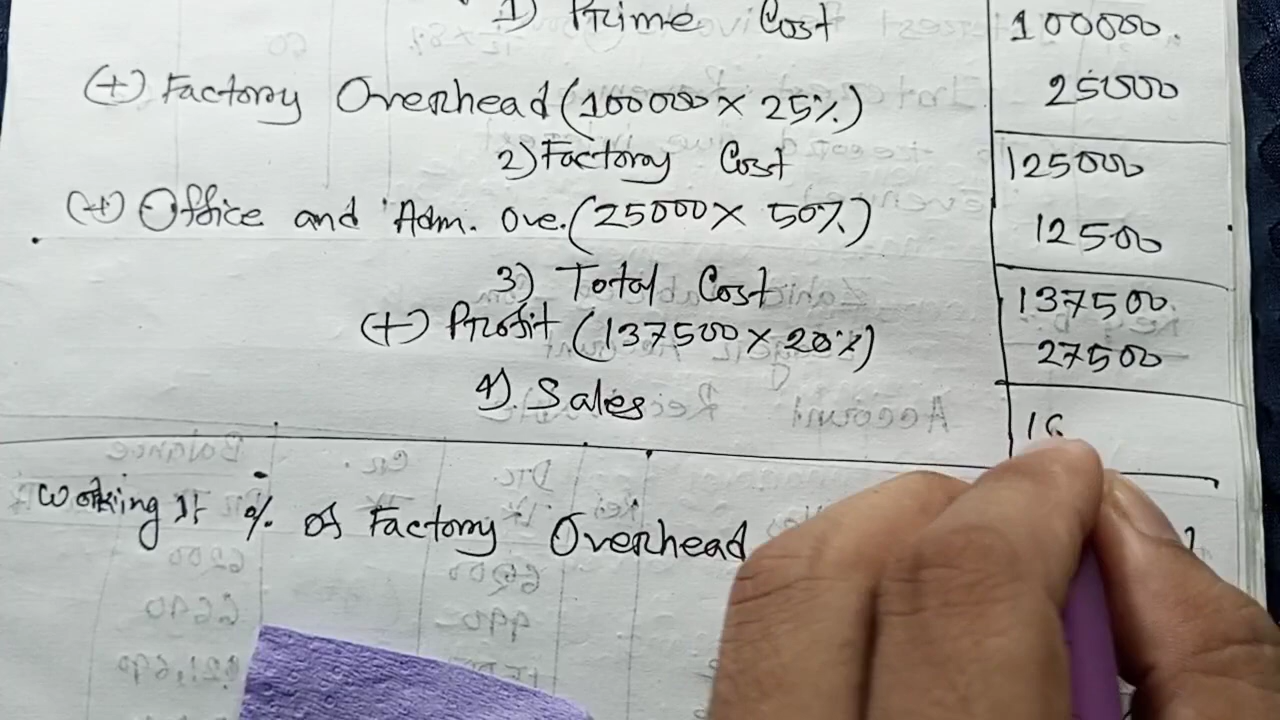 1) Prime Cost 100000.
(+) Factory Overhead (100000 × 25%) 25000
2) Factory Cost 125000
(+) Office and Adm. Ove. (25000 × 50%) 12500
3) Total Cost 137500.
(+) Profit (137500 × 20%) 27500
4). Sales 16
Working 1: % of Factory Overhead